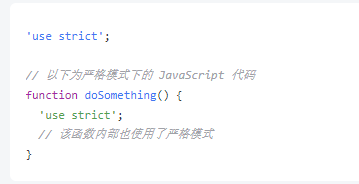 'use strict';
// 以下为严格模式下的 JavaScript 代码
function doSomething() {
'use strict';
// 该函数内部也使用了严格模式
}